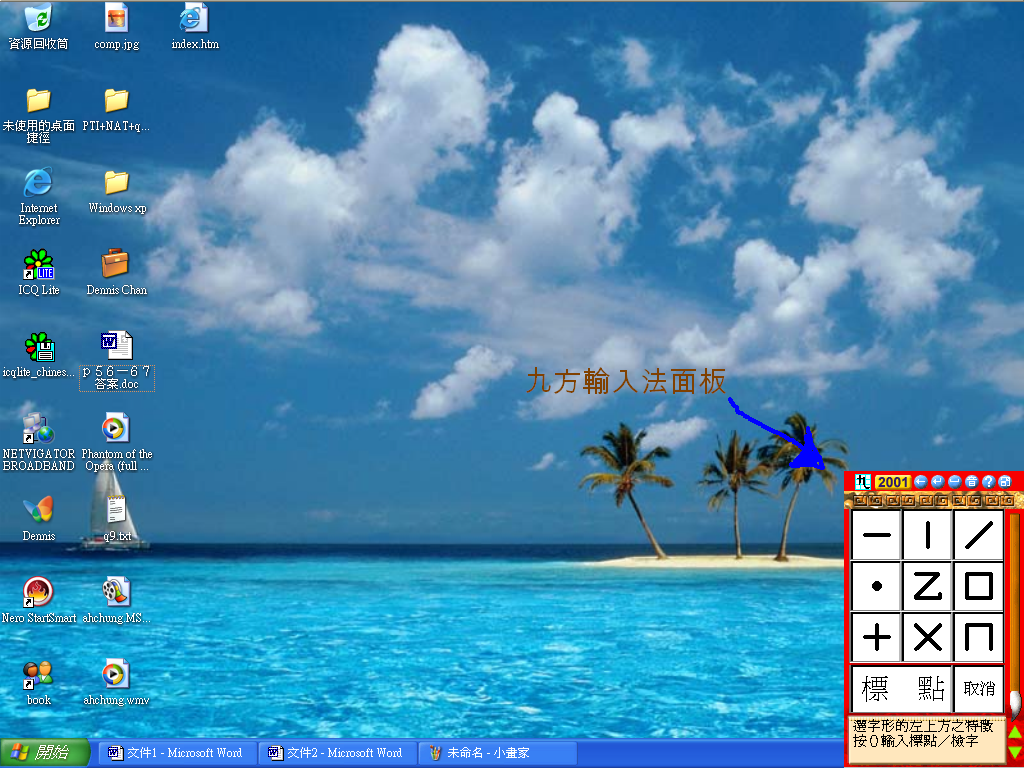 資源回收筒
comp.jpg
index.htm
未使用的桌面
捷徑
PTI+NAT+q...
Internet
Explorer
Windows xp
ICQ Lite
LITE
Dennis Chan
icqlite_chines...
ｐ５６－６７
答案.doc
九方輸入法面板
NETVIGATOR
BROADBAND
Phantom of the
Opera (full ...
Dennis
q9.txt
Nero StartSmart
ahchung.MS...
book
ahchung.wmv
九 2001
標 點
取消
選字形的左上方之特徵
按０輸入標點／檢字
開始
文件1 - Microsoft Word
文件2 - Microsoft Word
未命名 - 小畫家